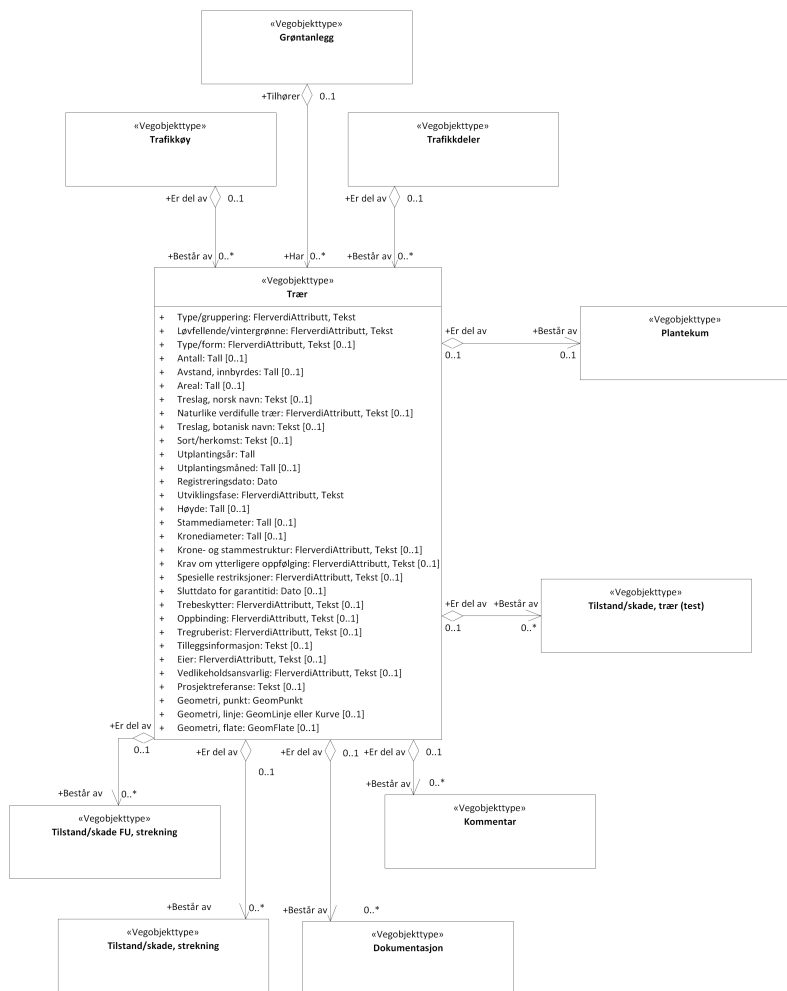 «Vegobjekttype»
Grøntanlegg
+Tilhører 0..1
«Vegobjekttype»
Trafikkøy
«Vegobjekttype»
Trafikkdeler
+Er del av 0..1
+Er del av 0..1
+Består av 0..*
+Har 0..*
+Består av 0..*
«Vegobjekttype»
Trær
+ Type/gruppering: FlerverdiAttributt, Tekst
+ Løvfellende/vintergrønne: FlerverdiAttributt, Tekst
+ Type/form: FlerverdiAttributt, Tekst [0..1]
+ Antall: Tall [0..1]
+ Avstand, innbyrdes: Tall [0..1]
+ Areal: Tall [0..1]
+ Treslag, norsk navn: Tekst [0..1]
+ Naturlike verdifulle trær: FlerverdiAttributt, Tekst [0..1]
+ Treslag, botanisk navn: Tekst [0..1]
+ Sort/herkomst: Tekst [0..1]
+ Utplantingsår: Tall
+ Utplantingsmåned: Tall [0..1]
+ Registreringsdato: Dato
+ Utviklingsfase: FlerverdiAttributt, Tekst
+ Høyde: Tall [0..1]
+ Stammediameter: Tall [0..1]
+ Kronediameter: Tall [0..1]
+ Krone- og stammestruktur: FlerverdiAttributt, Tekst [0..1]
+ Krav om ytterligere oppfølging: FlerverdiAttributt, Tekst [0..1]
+ Spesielle restriksjoner: FlerverdiAttributt, Tekst [0..1]
+ Sluttdato for garantitid: Dato [0..1]
+ Trebeskytter: FlerverdiAttributt, Tekst [0..1]
+ Oppbinding: FlerverdiAttributt, Tekst [0..1]
+ Tregruberist: FlerverdiAttributt, Tekst [0..1]
+ Tilleggsinformasjon: Tekst [0..1]
+ Eier: FlerverdiAttributt, Tekst [0..1]
+ Vedlikeholdsansvarlig: FlerverdiAttributt, Tekst [0..1]
+ Prosjektreferanse: Tekst [0..1]
+ Geometri, punkt: GeomPunkt
+ Geometri, linje: GeomLinje eller Kurve [0..1]
+ Geometri, flate: GeomFlate [0..1]
+Er del av +Består av
0..1 0..1
«Vegobjekttype»
Plantekum
+Er del av +Består av
0..1 0..*
«Vegobjekttype»
Tilstand/skade, trær (test)
+Er del av
0..1
+Består av 0..*
«Vegobjekttype»
Tilstand/skade FU, strekning
+Er del av
0..1
+Består av 0..*
«Vegobjekttype»
Tilstand/skade, strekning
+Er del av 0..1
+Består av 0..*
«Vegobjekttype»
Dokumentasjon
+Er del av 0..1
+Består av 0..*
«Vegobjekttype»
Kommentar